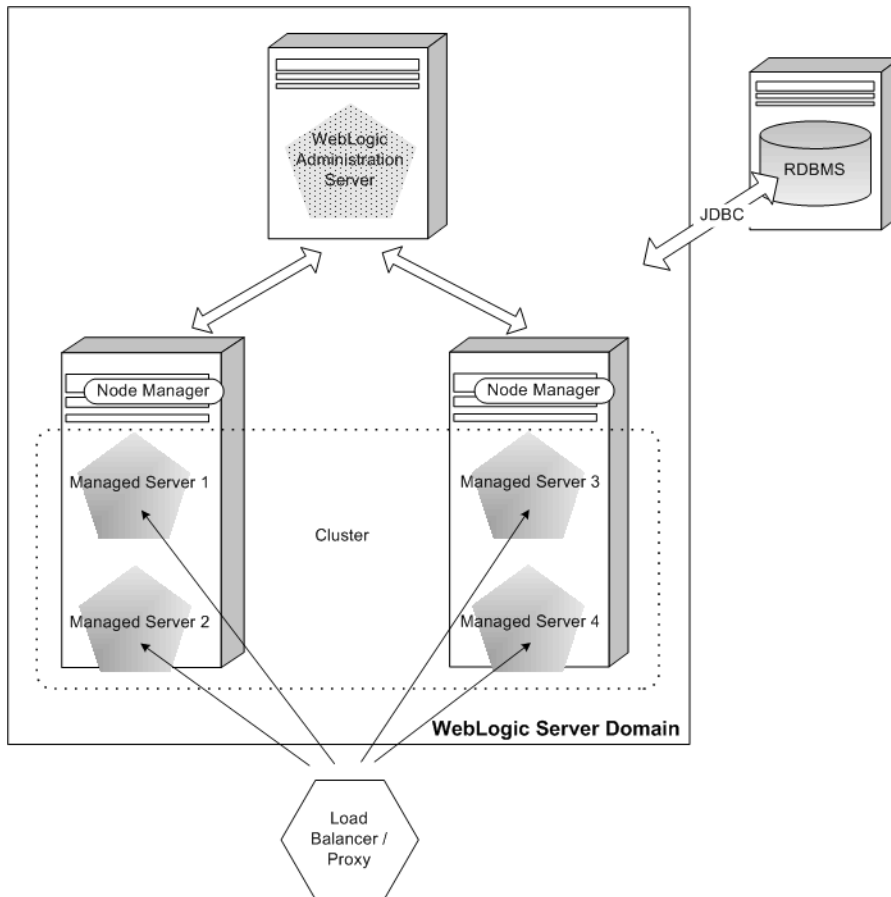 WebLogic
Administration
Server
RDBMS
JDBC
Node Manager
Node Manager
Managed Server 1
Managed Server 3
Cluster
Managed Server 2
Managed Server 4
WebLogic Server Domain
Load
Balancer /
Proxy